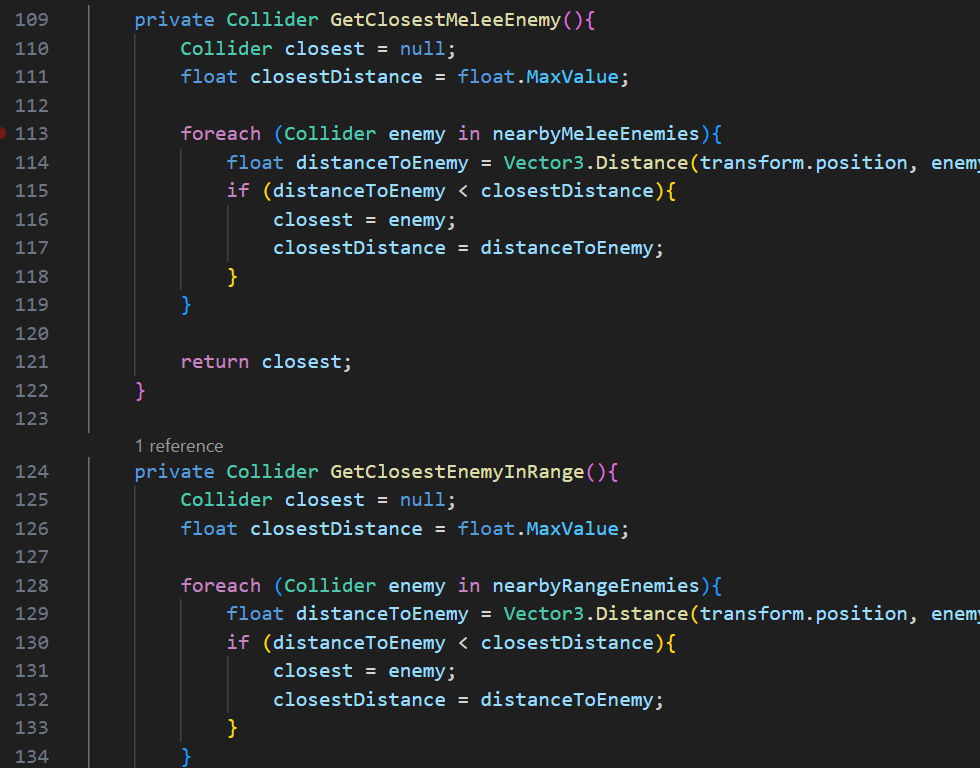 109 private Collider GetClosestMeleeEnemy(){
110 Collider closest = null;
111 float closestDistance = float.MaxValue;
112
113 foreach (Collider enemy in nearbyMeleeEnemies){
114 float distanceToEnemy = Vector3.Distance(transform.position, enemy
115 if (distanceToEnemy < closestDistance){
116 closest = enemy;
117 closestDistance = distanceToEnemy;
118 }
119 }
120
121 return closest;
122 }
123
1 reference
124 private Collider GetClosestEnemyInRange(){
125 Collider closest = null;
126 float closestDistance = float.MaxValue;
127
128 foreach (Collider enemy in nearbyRangeEnemies){
129 float distanceToEnemy = Vector3.Distance(transform.position, enemy
130 if (distanceToEnemy < closestDistance){
131 closest = enemy;
132 closestDistance = distanceToEnemy;
133 }
134 }